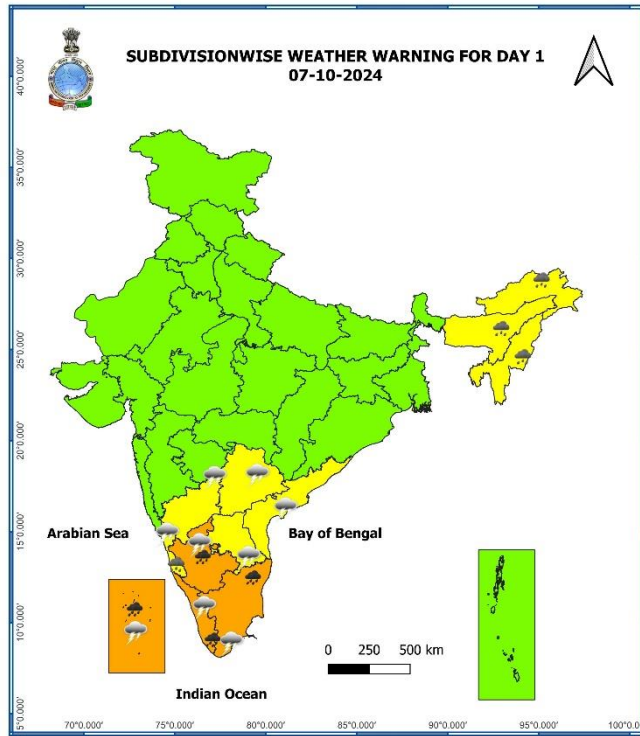 SUBDIVISIONWISE WEATHER WARNING FOR DAY 1
07-10-2024
40°0.000'
35°0.000'
30°0.000'
25°0.000'
20°0.000'
15°0.000'
10°0.000'
5°0.000'
Arabian Sea
Bay of Bengal
0 250 500 km
Indian Ocean
70°0.000' 75°0.000' 80°0.000' 85°0.000' 90°0.000' 95°0.000' 100°0.0